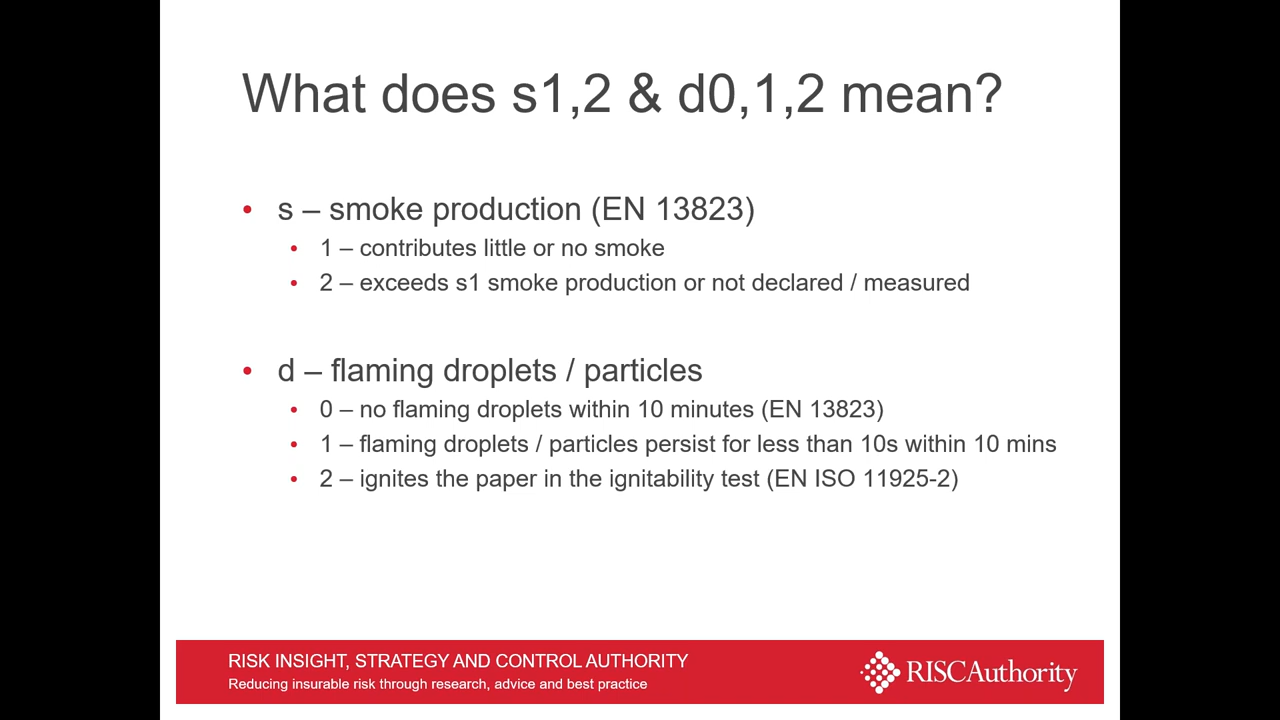 What does s1,2 & d0,1,2 mean?
• s – smoke production (EN 13823)
• 1 – contributes little or no smoke
• 2 – exceeds s1 smoke production or not declared / measured
• d – flaming droplets / particles
• 0 – no flaming droplets within 10 minutes (EN 13823)
• 1 – flaming droplets / particles persist for less than 10s within 10 mins
• 2 – ignites the paper in the ignitability test (EN ISO 11925-2)
RISK INSIGHT, STRATEGY AND CONTROL AUTHORITY
Reducing insurable risk through research, advice and best practice
RISCAuthority